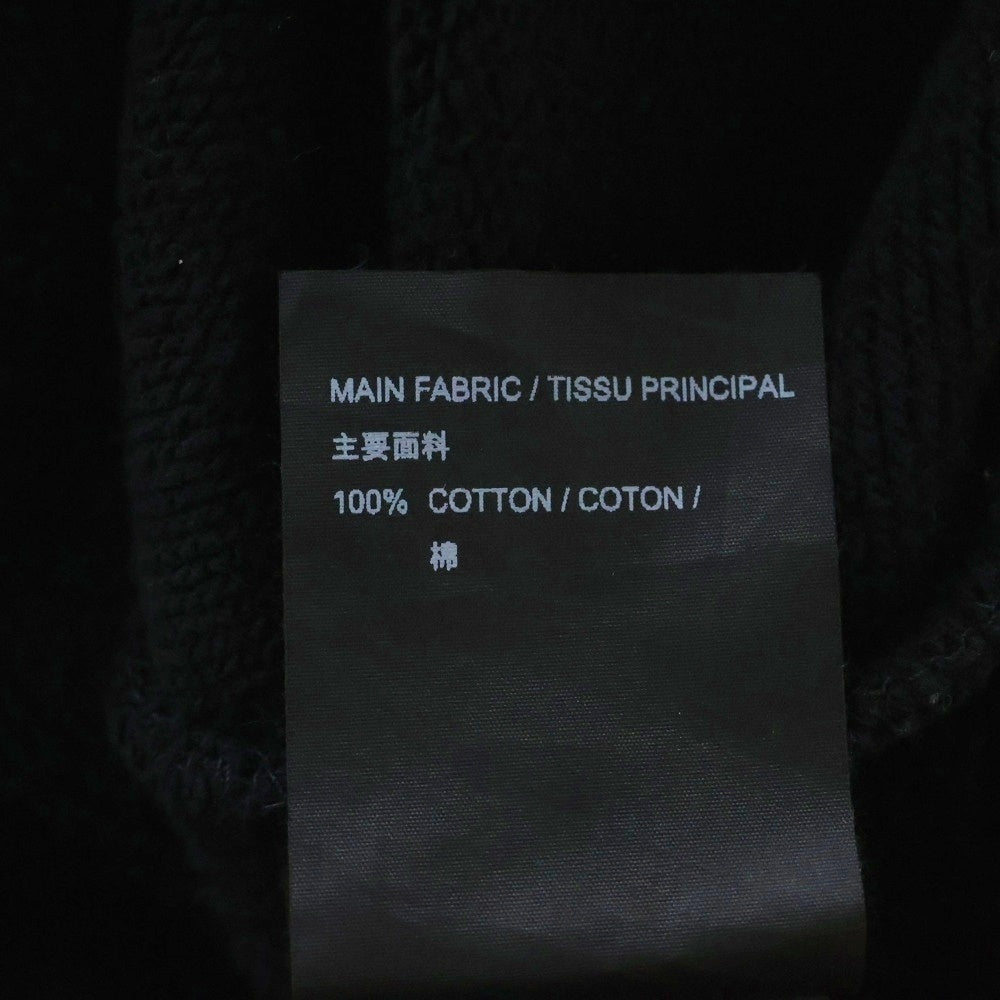 MAIN FABRIC / TISSU PRINCIPAL
主要面料
100% COTTON / COTON /
棉